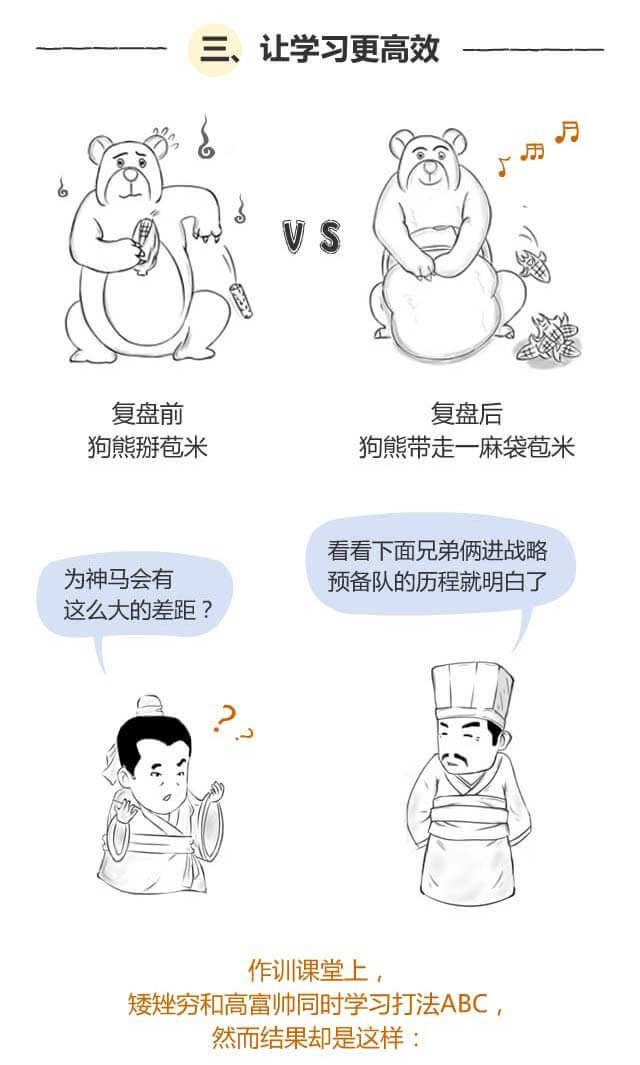 三、让学习更高效
VS
复盘前
狗熊掰苞米
复盘后
狗熊带走一麻袋苞米
为神马会有
这么大的差距？
看看下面兄弟俩进战略
预备队的历程就明白了
作训课堂上，
矮矬穷和高富帅同时学习打法ABC，
然而结果却是这样：